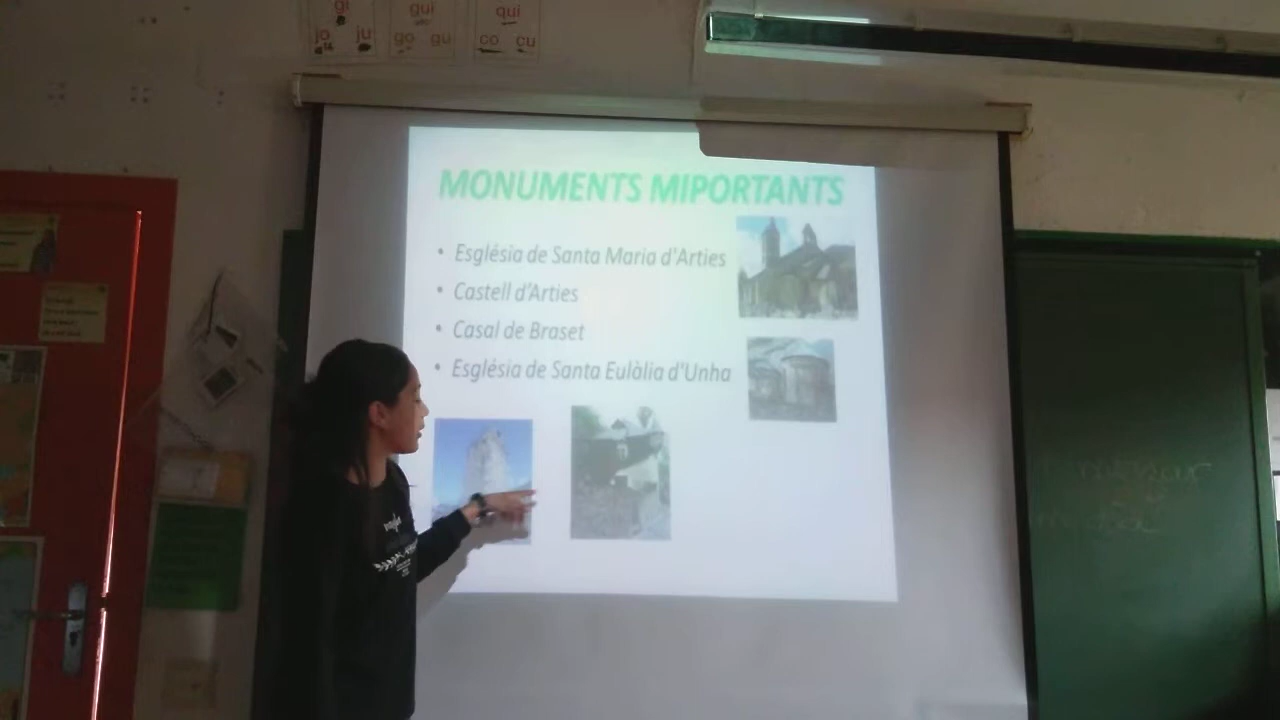 gi
gui
qui
jo ju
go gu
co cu
MONUMENTS MIPORTANTS
• Església de Santa Maria d'Arties
• Castell d'Arties
• Casal de Braset
• Església de Santa Eulàlia d'Unha